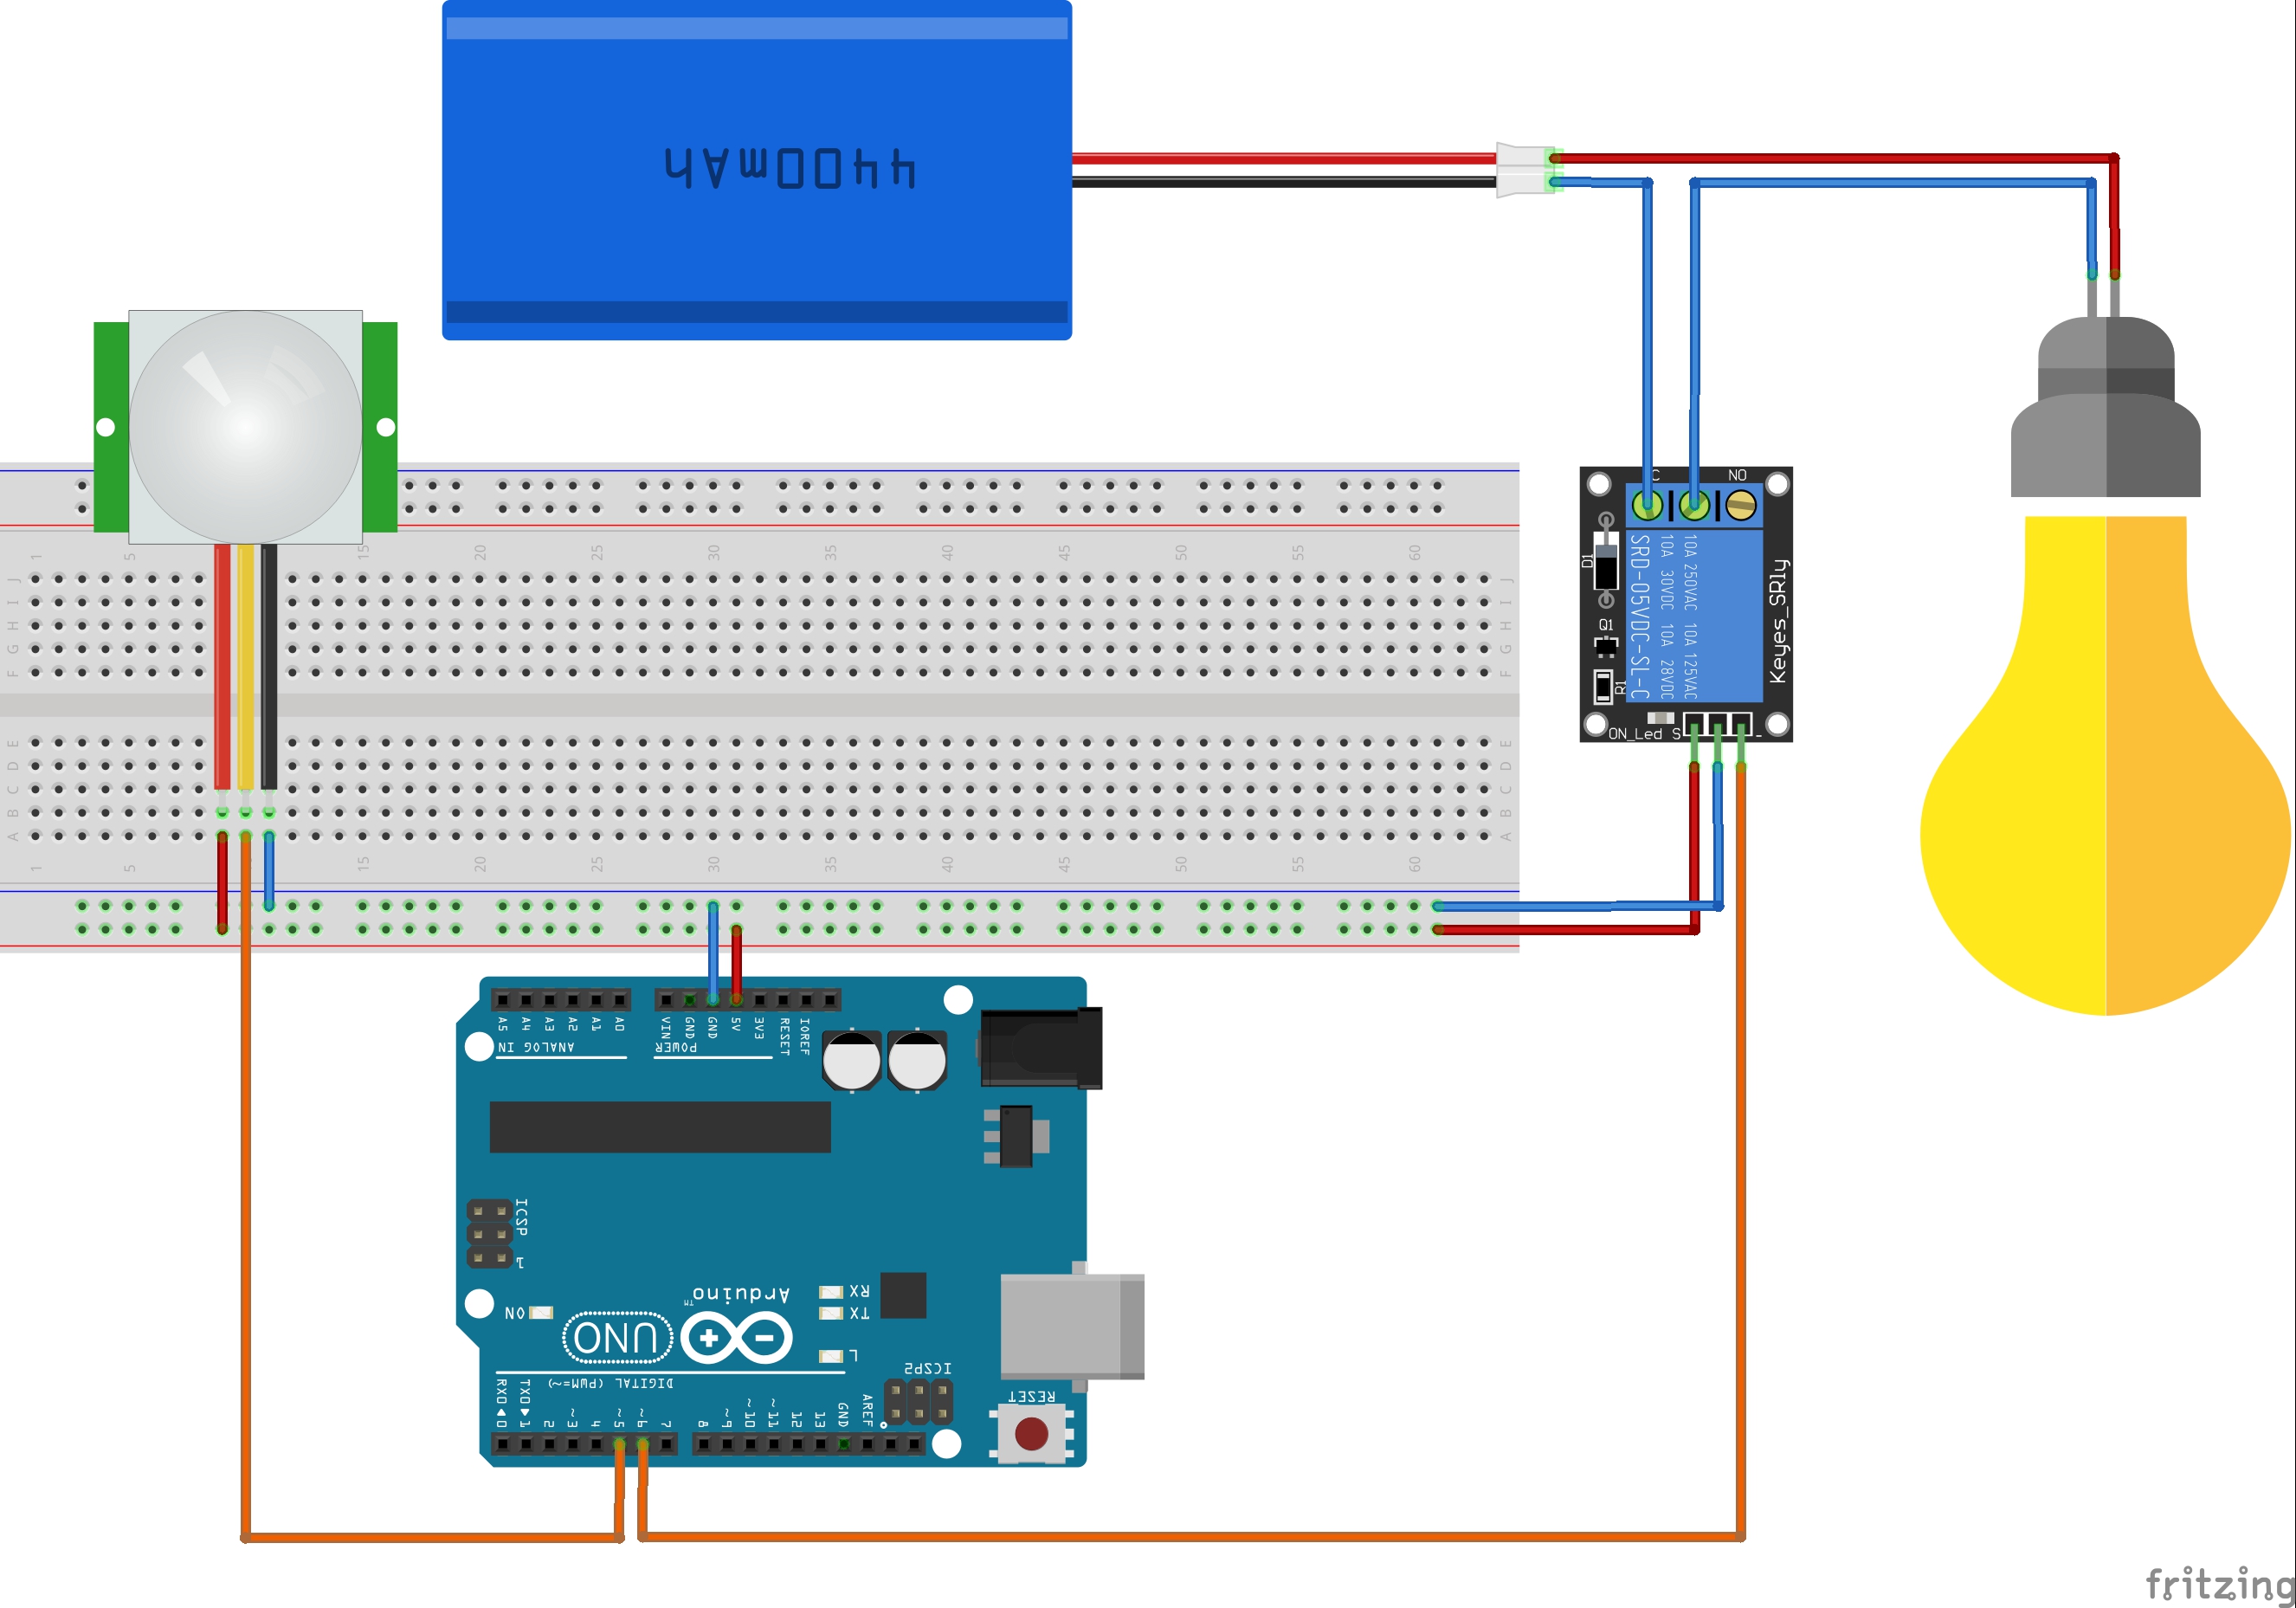 4400mAh
C NO
1 5 15 20 25 30 35 40 45 50 55 60
J J
I I
H H
G G
F F
E E
D D
C C
B B
A A
1 5 15 20 25 30 35 40 45 50 55 60
D1
Q1
R1
SRD-05VDC-SL-C
10A 30VDC 10A 28VDC
10A 250VAC 10A 125VAC
Keyes_SRly
ON_Led S -
A5 A4 A3 A2 A1 A0
VIN GND GND 5V 3V3 RESET IOREF
ANALOG IN
POWER
ICSP
1
Arduino
TM
RX
TX
ON
UNO
+ -
L
ICSP2
DIGITAL (PWM=~)
RESET
RX0 0 TX0 1 2 ~3 4 ~5 ~6 7 8 ~9 ~10 ~11 12 13 GND AREF
fritzing